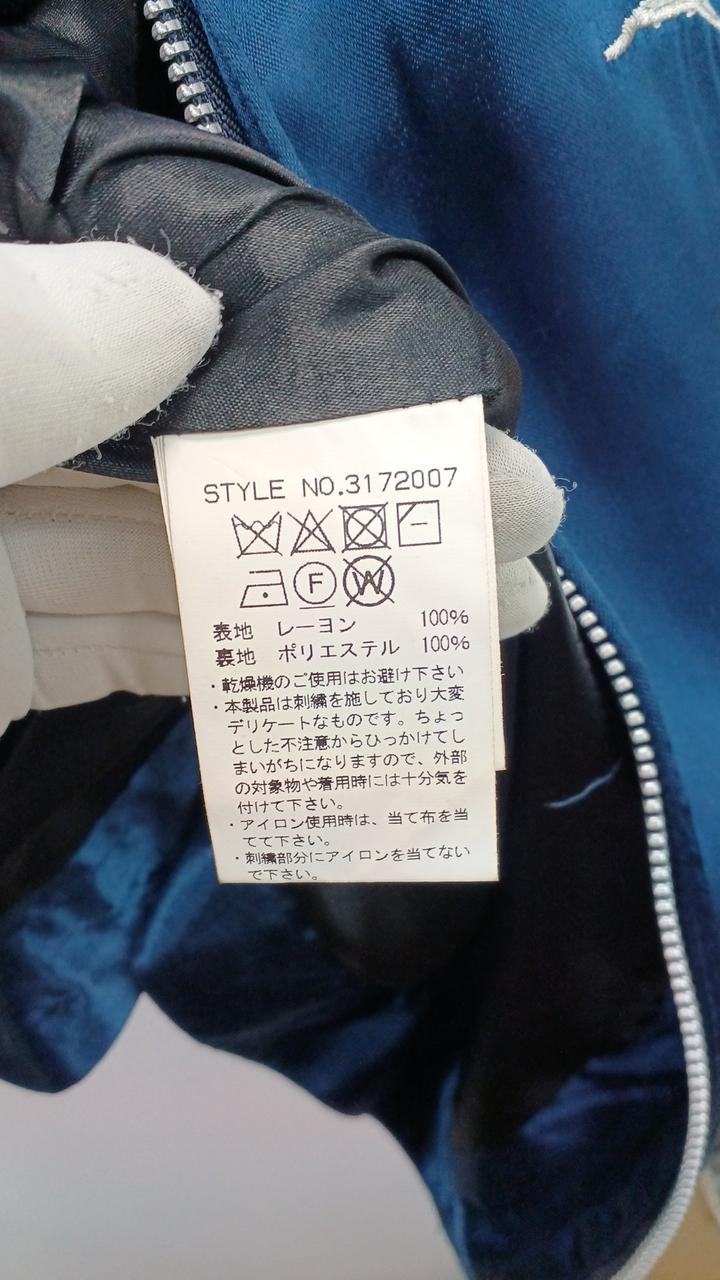 STYLE NO.3172007
F
W
表地 レーヨン 100%
裏地 ポリエステル 100%
・乾燥機のご使用はお避け下さい
・本製品は刺繍を施しており大変
デリケートなものです。ちょっ
とした不注意からひっかけてし
まいがちになりますので、外部
の対象物や着用時には十分気を
付けて下さい。
・アイロン使用時は、当て布を当
てて下さい。
・刺繍部分にアイロンを当てない
で下さい。